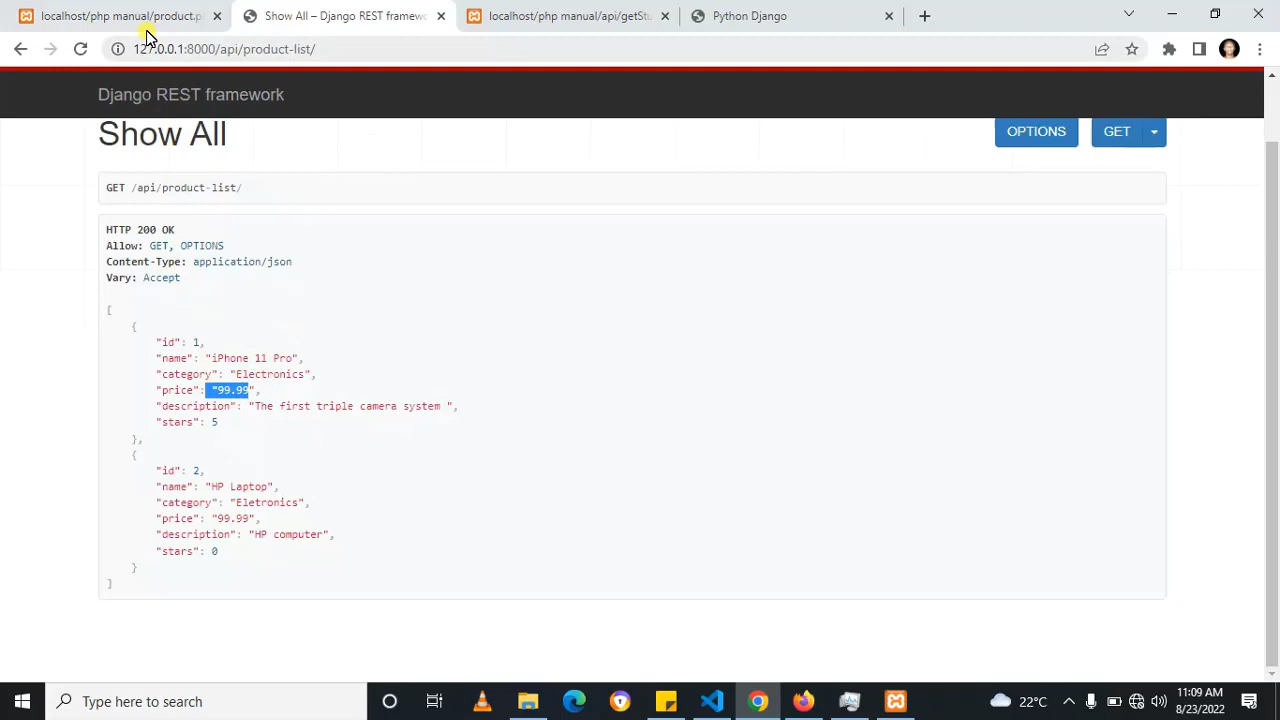 localhost/php manual/product.p
Show All – Django REST framewo
localhost/php manual/api/getStu
Python Django
127.0.0.1:8000/api/product-list/
Django REST framework
Show All
OPTIONS
GET
GET /api/product-list/
HTTP 200 OK
Allow: GET, OPTIONS
Content-Type: application/json
Vary: Accept
[
{
"id": 1,
"name": "iPhone 11 Pro",
"category": "Electronics",
"price": "99.99",
"description": "The first triple camera system ",
"stars": 5
},
{
"id": 2,
"name": "HP Laptop",
"category": "Eletronics",
"price": "99.99",
"description": "HP computer",
"stars": 0
}
]
Type here to search
22°C
11:09 AM
8/23/2022